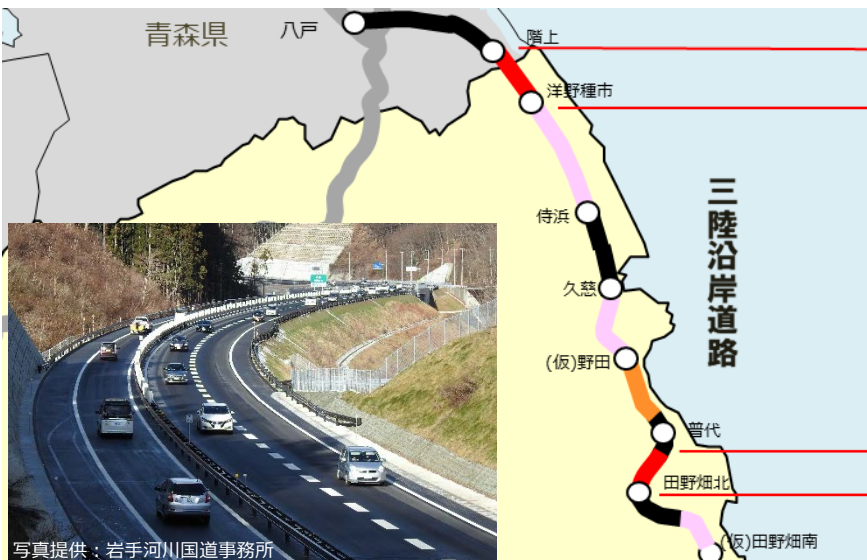 青森県
八戸
階上
洋野種市
侍浜
久慈
(仮)野田
普代
田野畑北
(仮)田野畑南
三陸沿岸道路
写真提供：岩手河川国道事務所